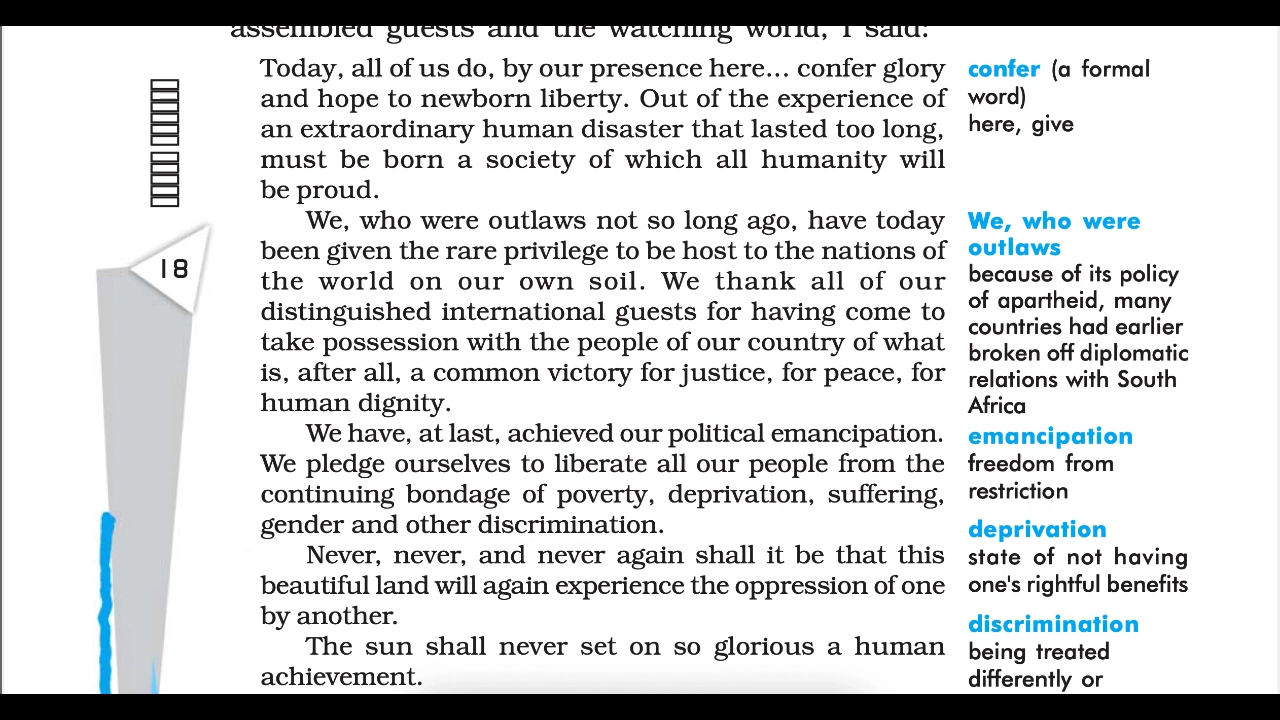 assembled guests and the watching world, I said:
Today, all of us do, by our presence here... confer glory
and hope to newborn liberty. Out of the experience of
an extraordinary human disaster that lasted too long,
must be born a society of which all humanity will
be proud.
We, who were outlaws not so long ago, have today
been given the rare privilege to be host to the nations of
the world on our own soil. We thank all of our
distinguished international guests for having come to
take possession with the people of our country of what
is, after all, a common victory for justice, for peace, for
human dignity.
We have, at last, achieved our political emancipation.
We pledge ourselves to liberate all our people from the
continuing bondage of poverty, deprivation, suffering,
gender and other discrimination.
Never, never, and never again shall it be that this
beautiful land will again experience the oppression of one
by another.
The sun shall never set on so glorious a human
achievement.
confer (a formal
word)
here, give
We, who were
outlaws
because of its policy
of apartheid, many
countries had earlier
broken off diplomatic
relations with South
Africa
emancipation
freedom from
restriction
deprivation
state of not having
one's rightful benefits
discrimination
being treated
differently or
18